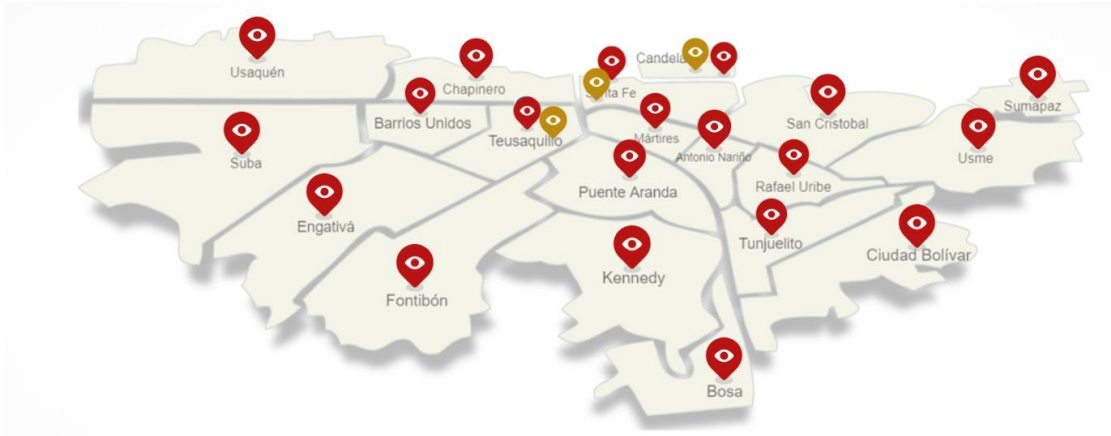 Usaquén
Chapinero
Candela
Santa Fe
Sumapaz
Barrios Unidos
Teusaquillo
Mártires
San Cristobal
Suba
Antonio Nariño
Usme
Puente Aranda
Rafael Uribe
Engativá
Tunjuelito
Ciudad Bolívar
Fontibón
Kennedy
Bosa